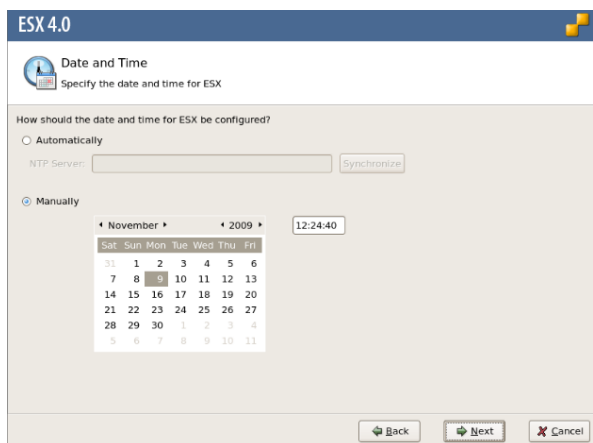 ESX 4.0
Date and Time
Specify the date and time for ESX
How should the date and time for ESX be configured?
Automatically
NTP Server: Synchronize
Manually
November 2009 12:24:40
Sat Sun Mon Tue Wed Thu Fri
31 1 2 3 4 5 6
7 8 9 10 11 12 13
14 15 16 17 18 19 20
21 22 23 24 25 26 27
28 29 30 1 2 3 4
5 6 7 8 9 10 11
Back Next Cancel